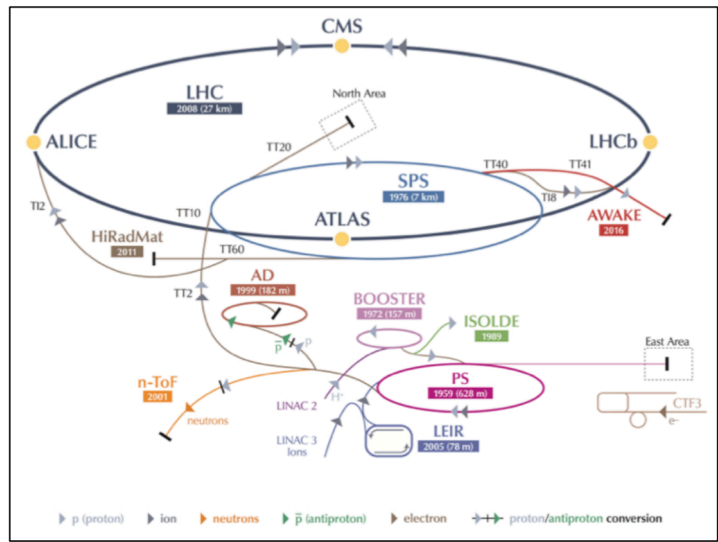 CMS
LHC
2008 (27 km)
North Area
ALICE
LHCb
TT20
TT40
TT41
SPS
1976 (7 km)
TI2
TT10
TI8
ATLAS
AWAKE
2016
HiRadMat
2011
TT60
AD
1999 (182 m)
TT2
BOOSTER
1972 (157 m)
ISOLDE
1989
p
p̄
East Area
n-ToF
2001
PS
1959 (628 m)
LINAC 2
H⁺
CTF3
e⁻
neutrons
LINAC 3
Ions
LEIR
2005 (78 m)
p (proton)
ion
neutrons
p̄ (antiproton)
electron
proton/antiproton conversion